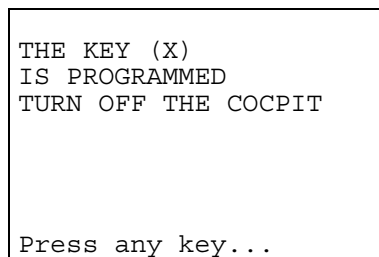 THE KEY (X)
IS PROGRAMMED
TURN OFF THE COCPIT
Press any key...